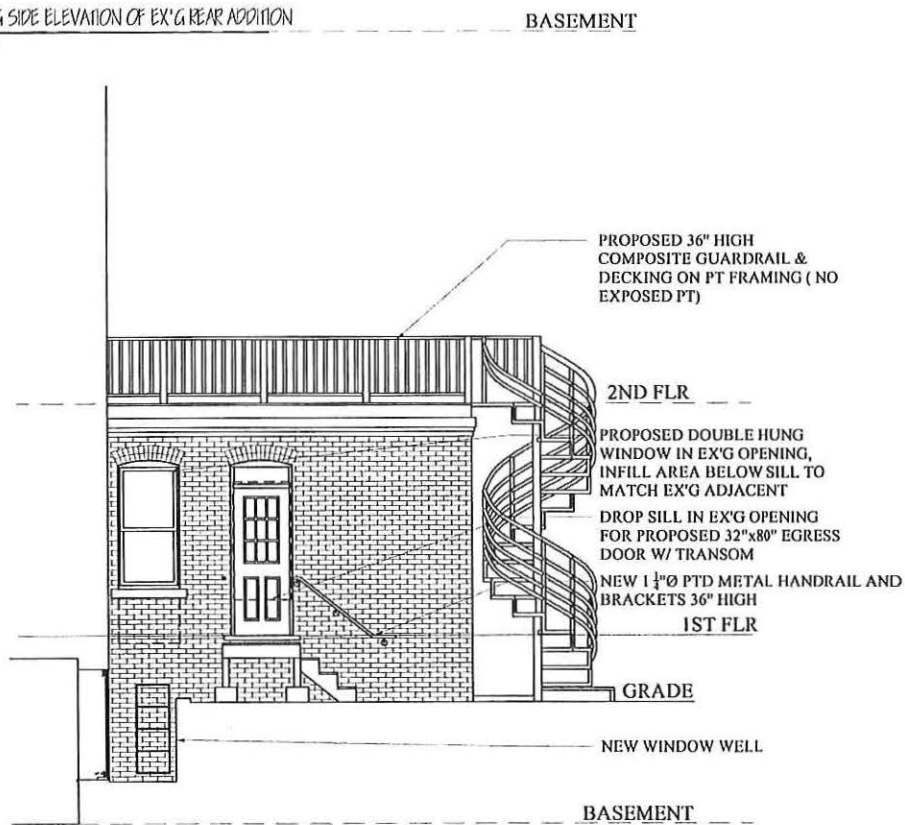 SIDE ELEVATION OF EX'G REAR ADDITION
BASEMENT
PROPOSED 36" HIGH
COMPOSITE GUARDRAIL &
DECKING ON PT FRAMING ( NO
EXPOSED PT)
2ND FLR
PROPOSED DOUBLE HUNG
WINDOW IN EX'G OPENING,
INFILL AREA BELOW SILL TO
MATCH EX'G ADJACENT
DROP SILL IN EX'G OPENING
FOR PROPOSED 32"x80" EGRESS
DOOR W/ TRANSOM
NEW 1 ½"Ø PTD METAL HANDRAIL AND
BRACKETS 36" HIGH
1ST FLR
GRADE
NEW WINDOW WELL
BASEMENT